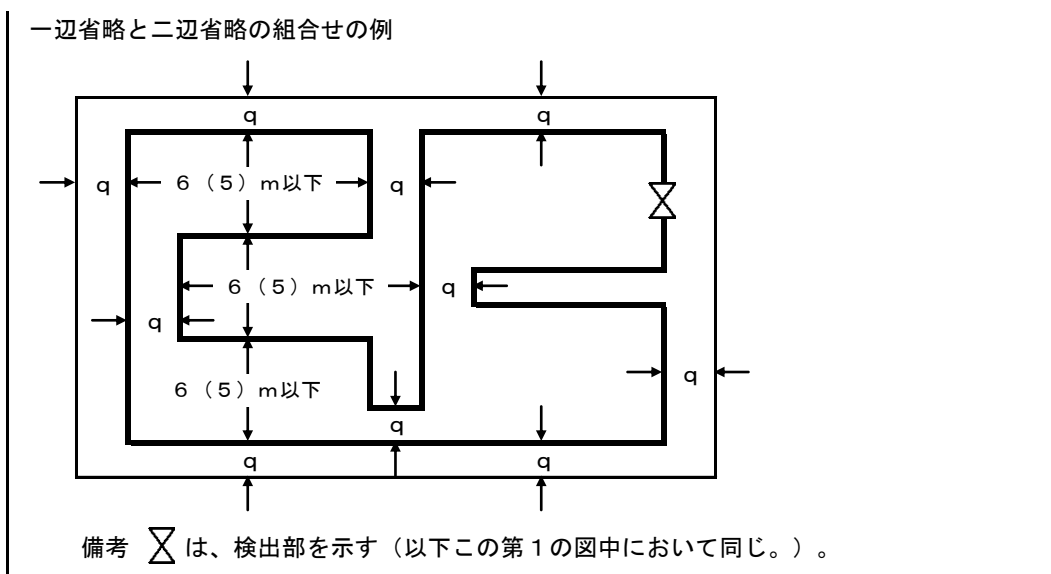 一辺省略と二辺省略の組合せの例
q q
q 6（5）m以下 q
6（5）m以下 q
q
6（5）m以下 q
q
q q
備考 は、検出部を示す（以下この第１の図中において同じ。）。